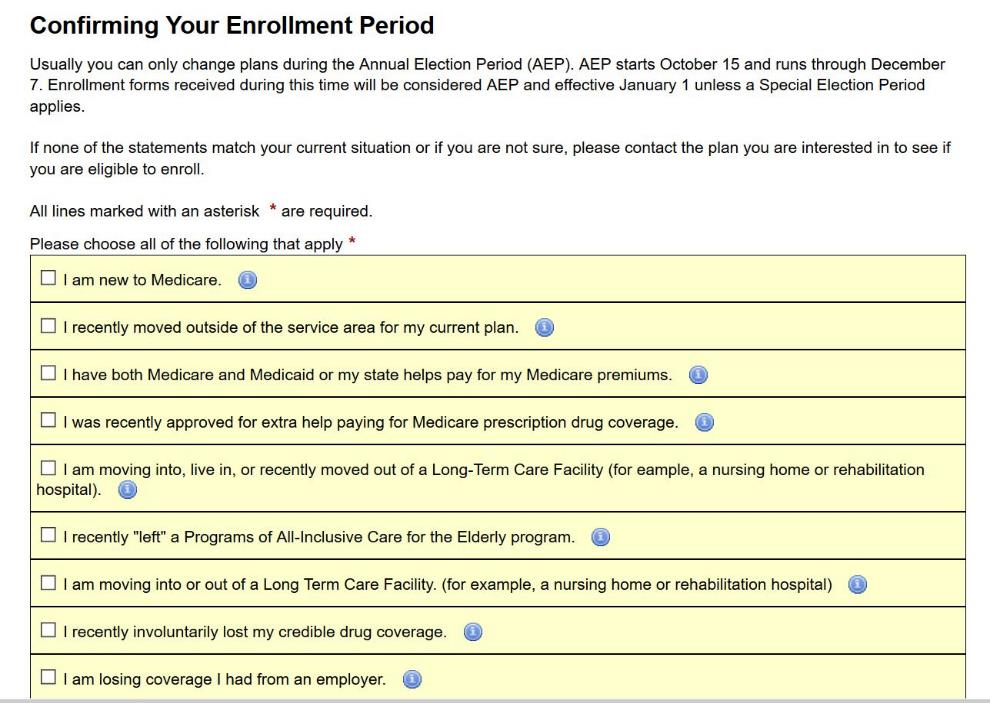 Confirming Your Enrollment Period
Usually you can only change plans during the Annual Election Period (AEP). AEP starts October 15 and runs through December
7. Enrollment forms received during this time will be considered AEP and effective January 1 unless a Special Election Period
applies.
If none of the statements match your current situation or if you are not sure, please contact the plan you are interested in to see if
you are eligible to enroll.
All lines marked with an asterisk * are required.
Please choose all of the following that apply *
I am new to Medicare. i
I recently moved outside of the service area for my current plan. i
I have both Medicare and Medicaid or my state helps pay for my Medicare premiums. i
I was recently approved for extra help paying for Medicare prescription drug coverage. i
I am moving into, live in, or recently moved out of a Long-Term Care Facility (for eample, a nursing home or rehabilitation
hospital). i
I recently "left" a Programs of All-Inclusive Care for the Elderly program. i
I am moving into or out of a Long Term Care Facility. (for example, a nursing home or rehabilitation hospital) i
I recently involuntarily lost my credible drug coverage. i
I am losing coverage I had from an employer. i